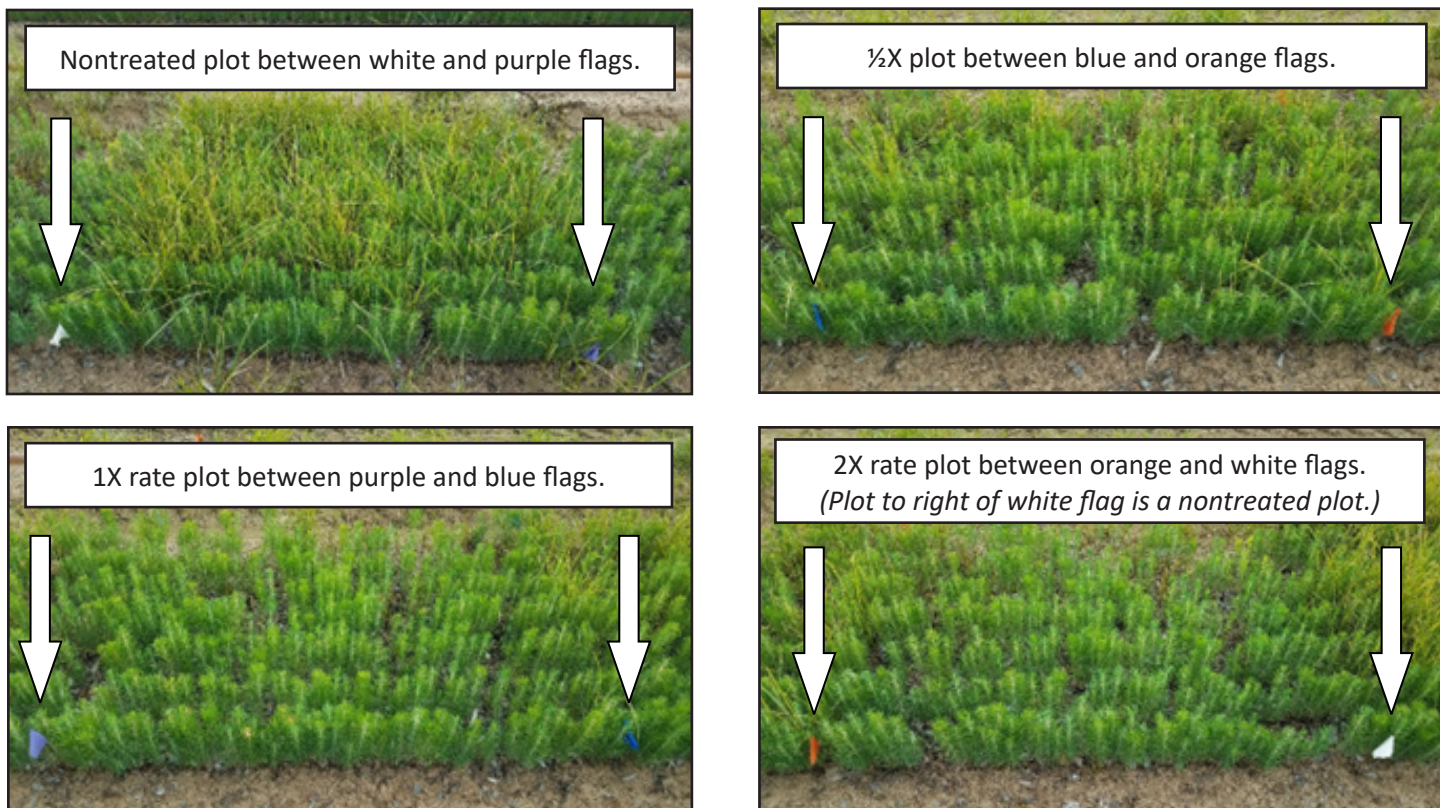 Nontreated plot between white and purple flags.
½X plot between blue and orange flags.
1X rate plot between purple and blue flags.
2X rate plot between orange and white flags.
(Plot to right of white flag is a nontreated plot.)